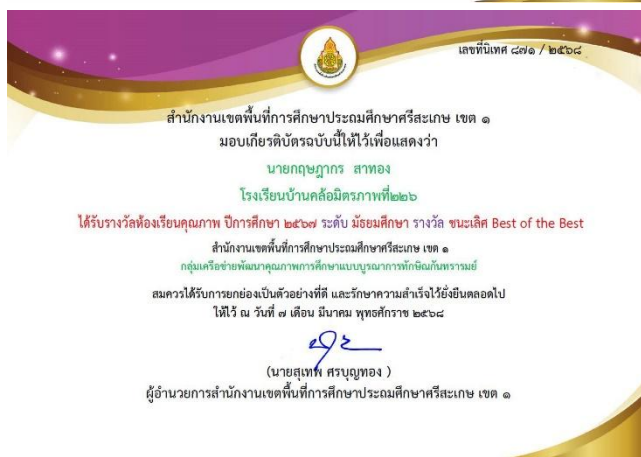 เลขที่นิเทศ ๘๗๑ / ๒๕๖๘
สำนักงานเขตพื้นที่การศึกษาประถมศึกษาศรีสะเกษ เขต ๑
มอบเกียรติบัตรฉบับนี้ให้ไว้เพื่อแสดงว่า
นายกฤษฎากร สาทอง
โรงเรียนบ้านคล้อมิตรภาพที่๒๒๖
ได้รับรางวัลห้องเรียนคุณภาพ ปีการศึกษา ๒๕๖๗ ระดับ มัธยมศึกษา รางวัล ชนะเลิศ Best of the Best
สำนักงานเขตพื้นที่การศึกษาประถมศึกษาศรีสะเกษ เขต ๑
กลุ่มเครือข่ายพัฒนาคุณภาพการศึกษาแบบบูรณาการทักษิณกันทรารมย์
สมควรได้รับการยกย่องเป็นตัวอย่างที่ดี และรักษาความสำเร็จไว้ยั่งยืนตลอดไป
ให้ไว้ ณ วันที่ ๗ เดือน มีนาคม พุทธศักราช ๒๕๖๘
(นายสุเทพ ศรบุญทอง )
ผู้อำนวยการสำนักงานเขตพื้นที่การศึกษาประถมศึกษาศรีสะเกษ เขต ๑